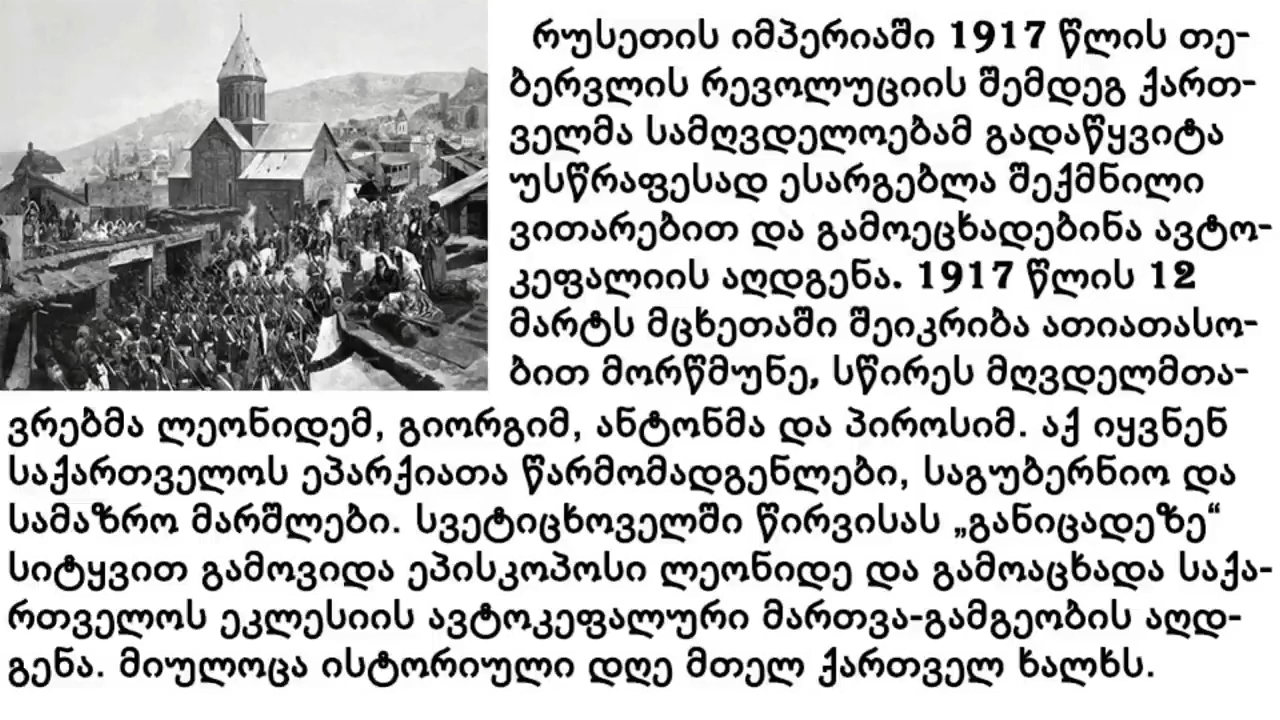 რუსეთის იმპერიაში 1917 წლის თე-
ბერვლის რევოლუციის შემდეგ ქართ-
ველმა სამღვდელოებამ გადაწყვიტა
უსწრაფესად ესარგებლა შექმნილი
ვითარებით და გამოეცხადებინა ავტო-
კეფალიის აღდგენა. 1917 წლის 12
მარტს მცხეთაში შეიკრიბა ათიათასო-
ბით მორწმუნე, სწირეს მღვდელმთა-
ვრებმა ლეონიდემ, გიორგიმ, ანტონმა და პიროსიმ. აქ იყვნენ
საქართველოს ეპარქიათა წარმომადგენლები, საგუბერნიო და
სამაზრო მარშლები. სვეტიცხოველში წირვისას „განიცადეზე“
სიტყვით გამოვიდა ეპისკოპოსი ლეონიდე და გამოაცხადა საქა-
რთველოს ეკლესიის ავტოკეფალური მართვა-გამგეობის აღდ-
გენა. მიულოცა ისტორიული დღე მთელ ქართველ ხალხს.